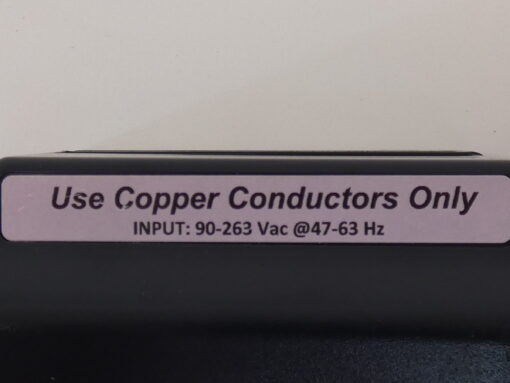 Use Copper Conductors Only
INPUT: 90-263 Vac @47-63 Hz